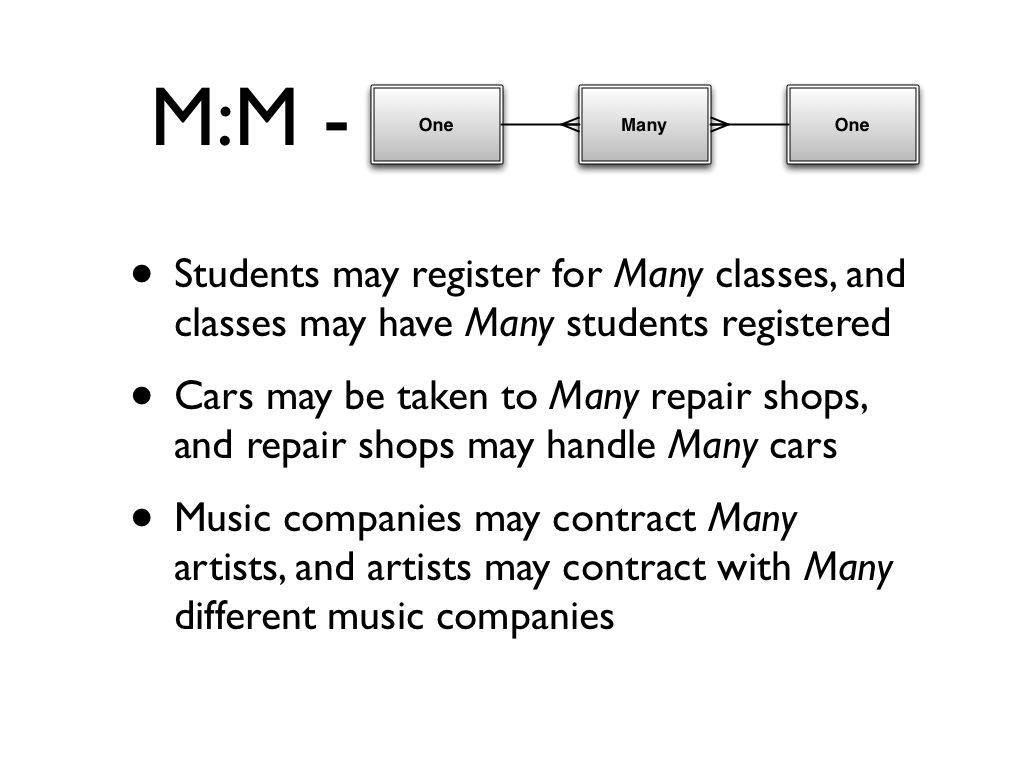 M:M - One Many One
• Students may register for Many classes, and
classes may have Many students registered
• Cars may be taken to Many repair shops,
and repair shops may handle Many cars
• Music companies may contract Many
artists, and artists may contract with Many
different music companies